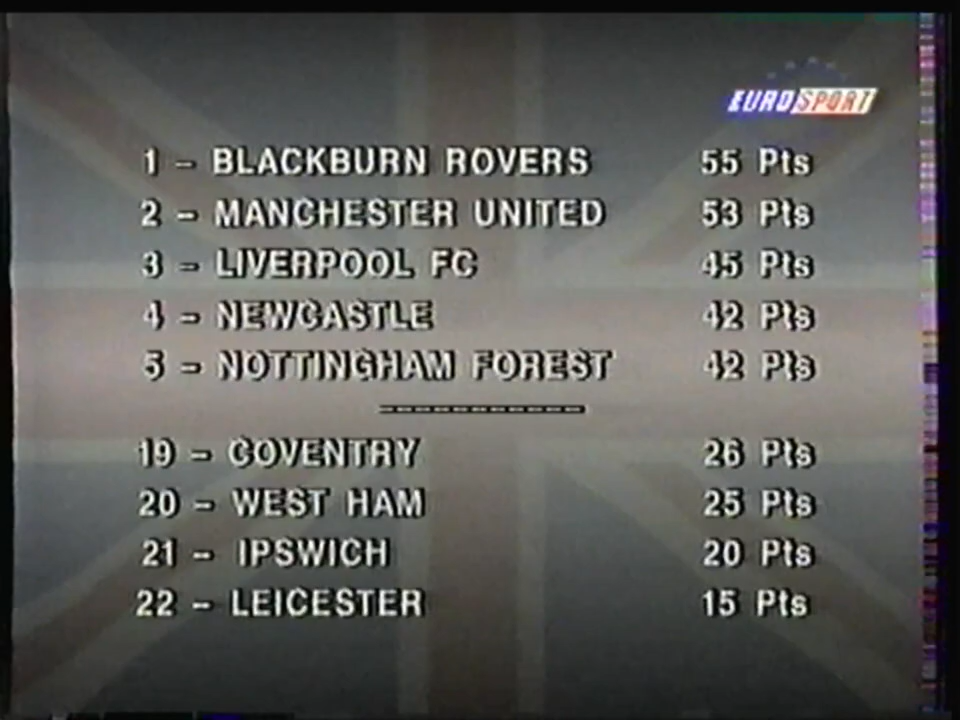 EUROSPORT
1 - BLACKBURN ROVERS 55 Pts
2 - MANCHESTER UNITED 53 Pts
3 - LIVERPOOL FC 45 Pts
4 - NEWCASTLE 42 Pts
5 - NOTTINGHAM FOREST 42 Pts
----------------
19 - COVENTRY 26 Pts
20 - WEST HAM 25 Pts
21 - IPSWICH 20 Pts
22 - LEICESTER 15 Pts